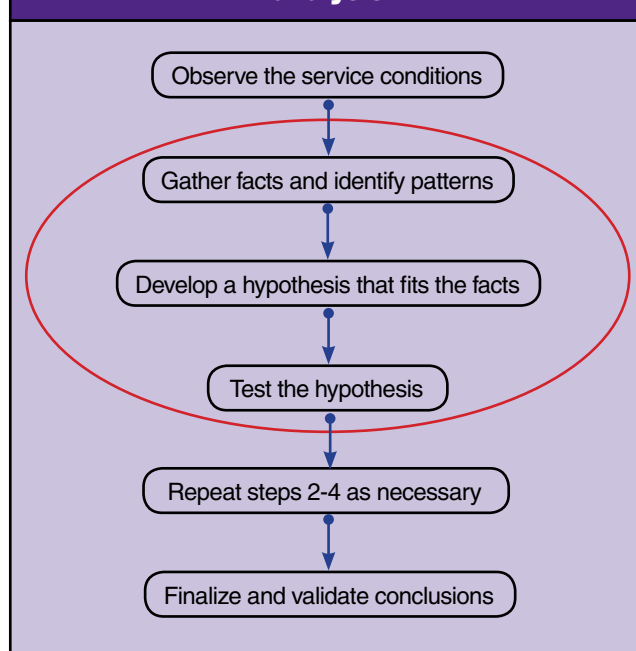 Observe the service conditions
Gather facts and identify patterns
Develop a hypothesis that fits the facts
Test the hypothesis
Repeat steps 2-4 as necessary
Finalize and validate conclusions